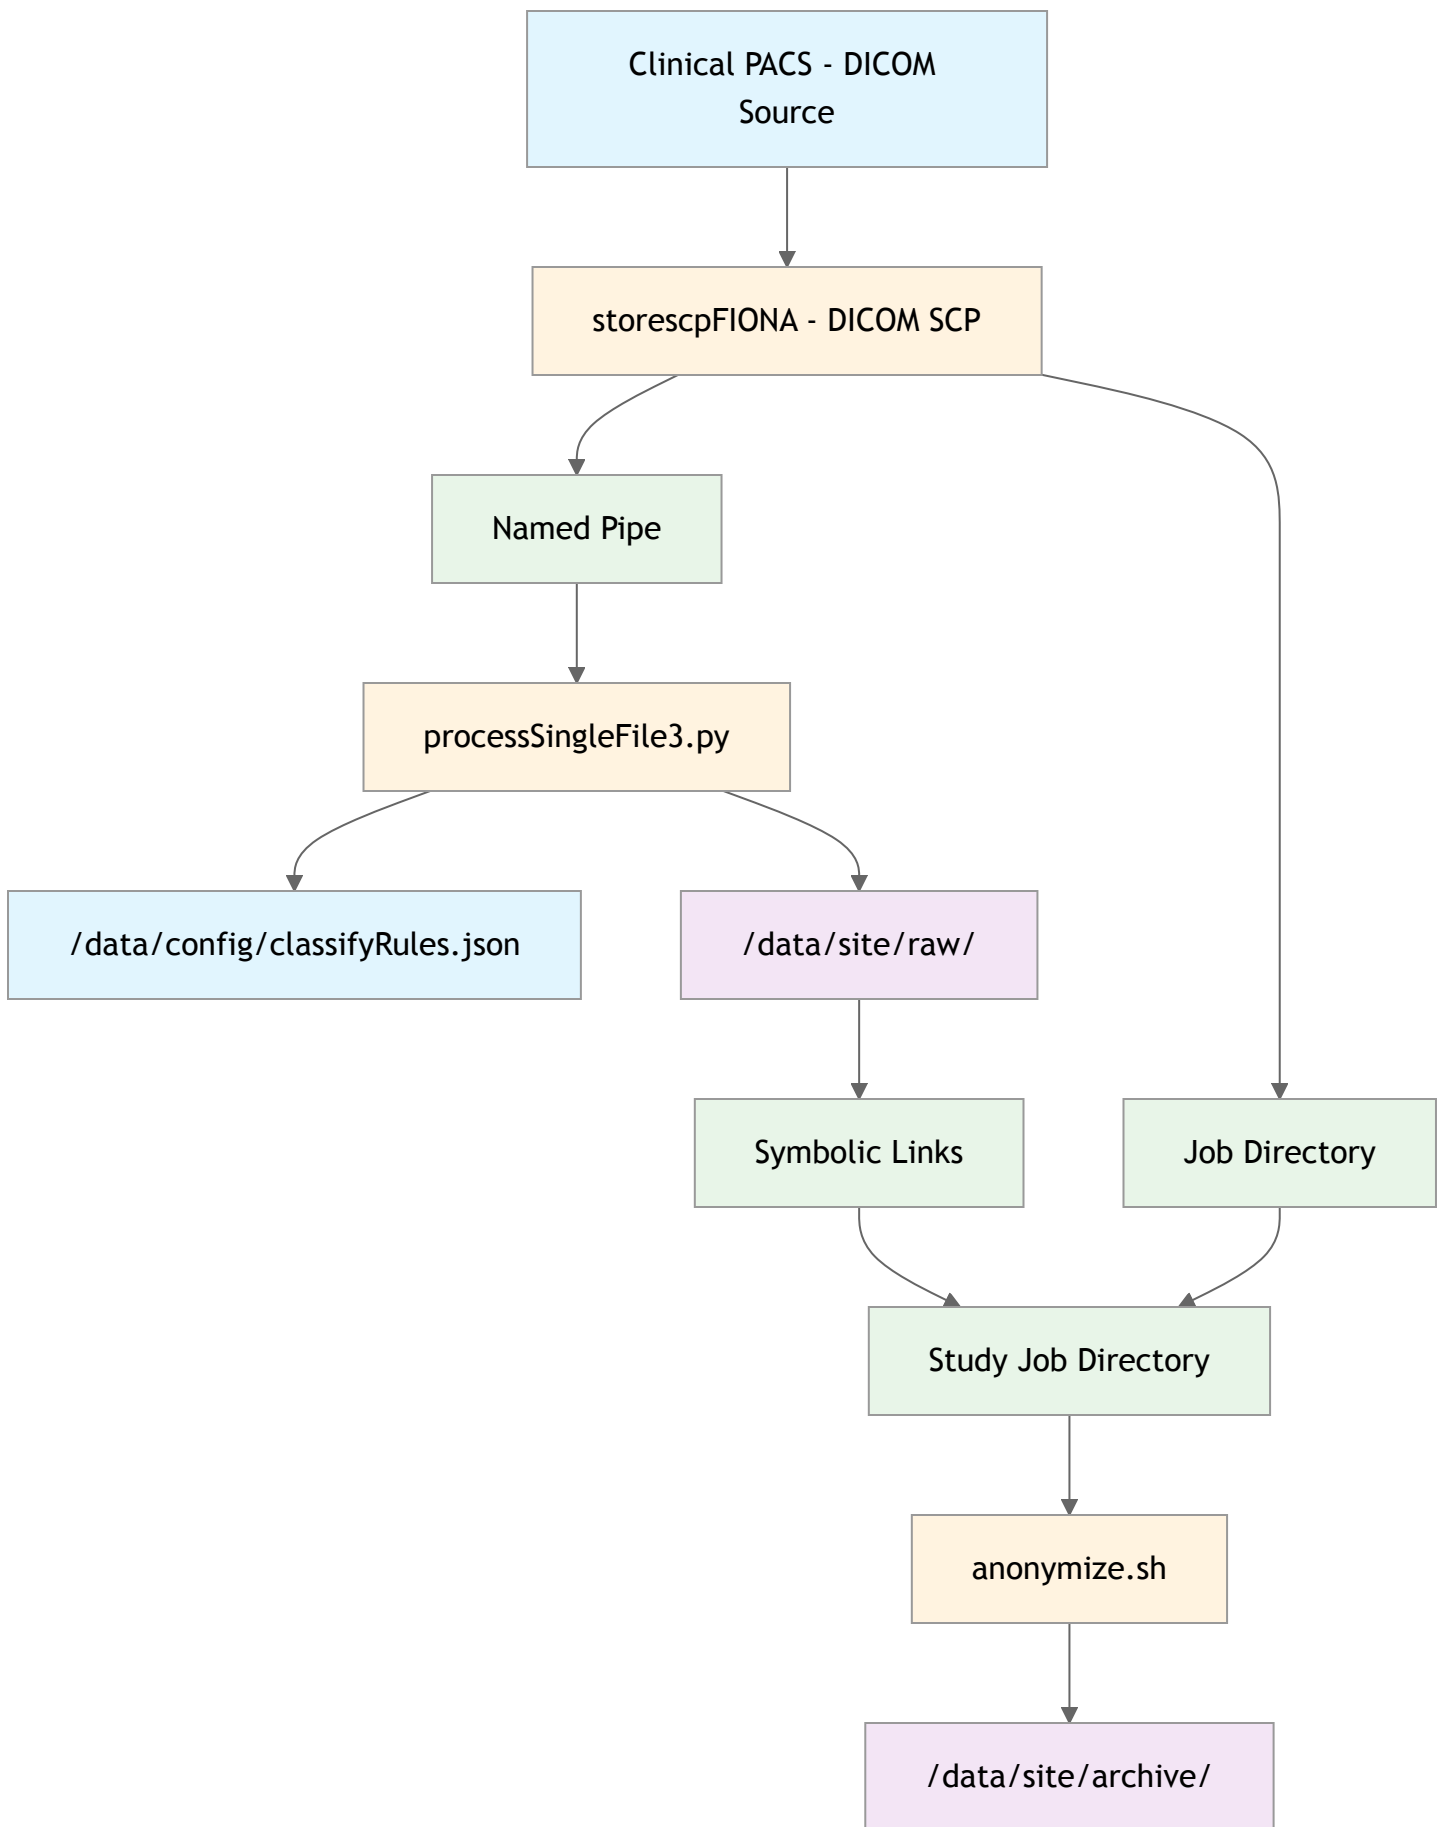 Clinical PACS - DICOM
Source
storescpFIONA - DICOM SCP
Named Pipe
processSingleFile3.py
/data/config/classifyRules.json
/data/site/raw/
Symbolic Links
Job Directory
Study Job Directory
anonymize.sh
/data/site/archive/